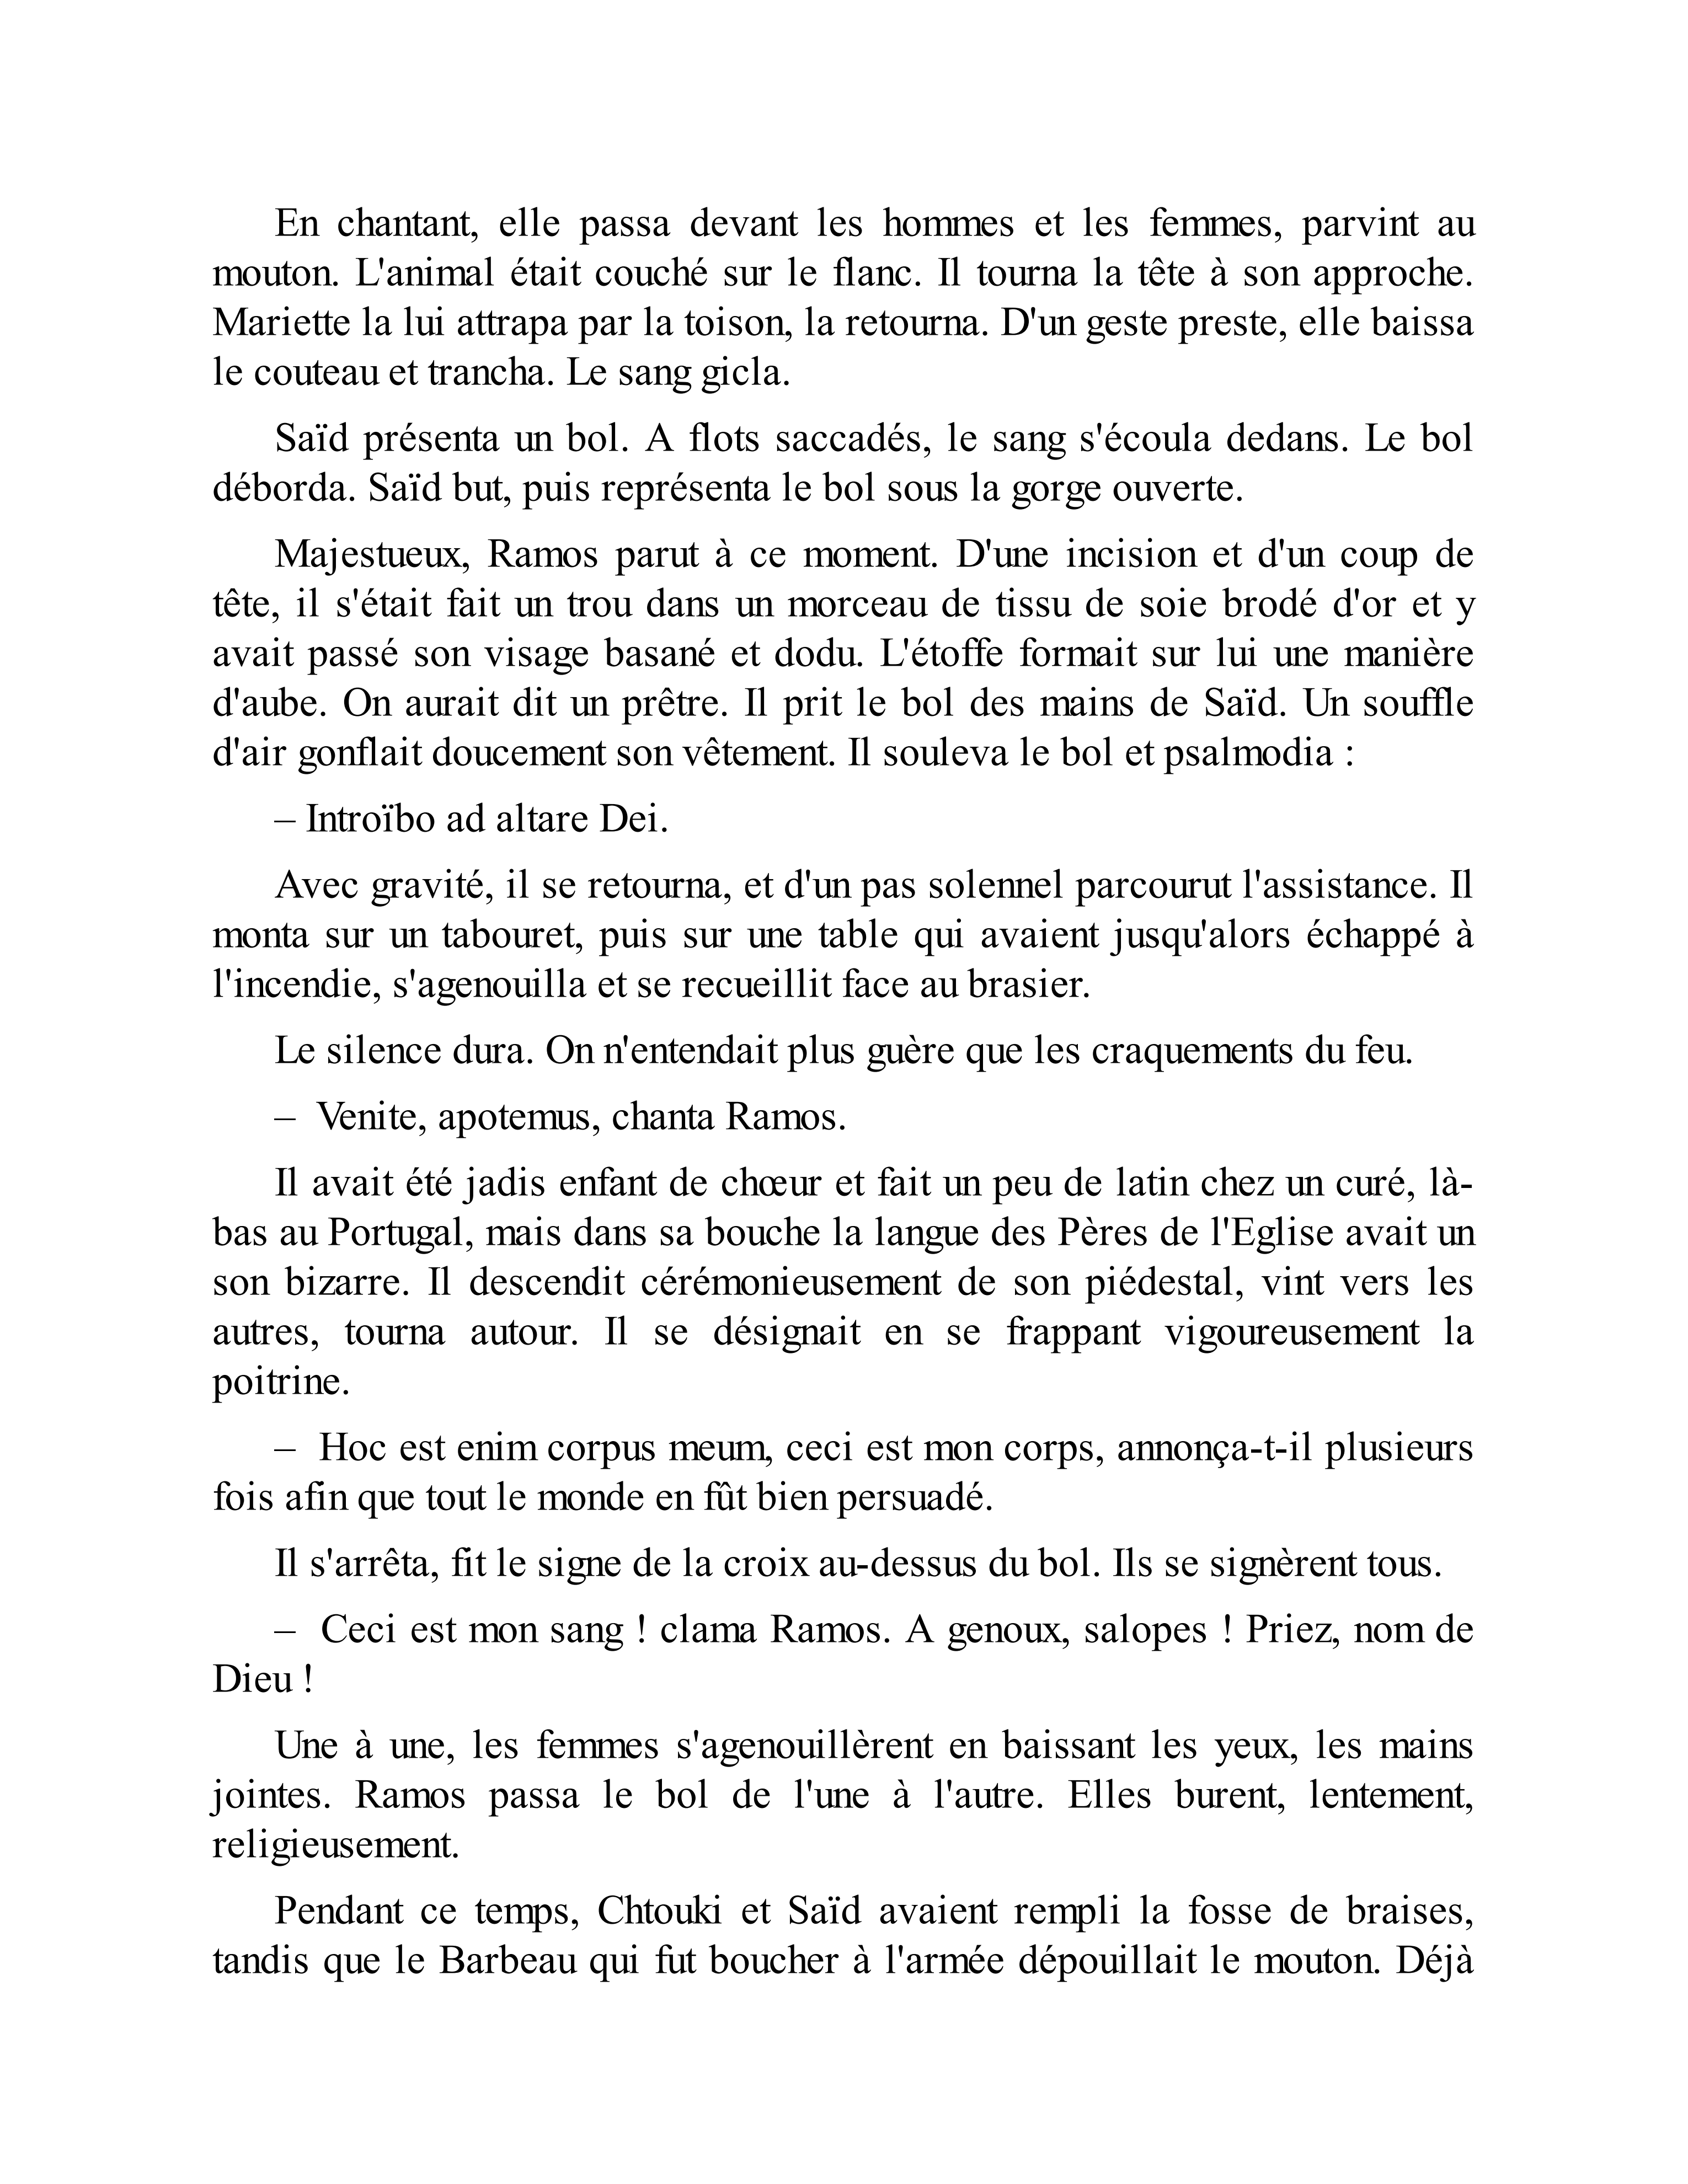 En chantant, elle passa devant les hommes et les femmes, parvint au
mouton. L'animal était couché sur le flanc. Il tourna la tête à son approche.
Mariette la lui attrapa par la toison, la retourna. D'un geste preste, elle baissa
le couteau et trancha. Le sang gicla.
Saïd présenta un bol. A flots saccadés, le sang s'écoula dedans. Le bol
déborda. Saïd but, puis représenta le bol sous la gorge ouverte.
Majestueux, Ramos parut à ce moment. D'une incision et d'un coup de
tête, il s'était fait un trou dans un morceau de tissu de soie brodé d'or et y
avait passé son visage basané et dodu. L'étoffe formait sur lui une manière
d'aube. On aurait dit un prêtre. Il prit le bol des mains de Saïd. Un souffle
d'air gonflait doucement son vêtement. Il souleva le bol et psalmodia :
– Introïbo ad altare Dei.
Avec gravité, il se retourna, et d'un pas solennel parcourut l'assistance. Il
monta sur un tabouret, puis sur une table qui avaient jusqu'alors échappé à
l'incendie, s'agenouilla et se recueillit face au brasier.
Le silence dura. On n'entendait plus guère que les craquements du feu.
– Venite, apotemus, chanta Ramos.
Il avait été jadis enfant de chœur et fait un peu de latin chez un curé, là-
bas au Portugal, mais dans sa bouche la langue des Pères de l'Eglise avait un
son bizarre. Il descendit cérémonieusement de son piédestal, vint vers les
autres, tourna autour. Il se désignait en se frappant vigoureusement la
poitrine.
– Hoc est enim corpus meum, ceci est mon corps, annonça-t-il plusieurs
fois afin que tout le monde en fût bien persuadé.
Il s'arrêta, fit le signe de la croix au-dessus du bol. Ils se signèrent tous.
– Ceci est mon sang ! clama Ramos. A genoux, salopes ! Priez, nom de
Dieu !
Une à une, les femmes s'agenouillèrent en baissant les yeux, les mains
jointes. Ramos passa le bol de l'une à l'autre. Elles burent, lentement,
religieusement.
Pendant ce temps, Chtouki et Saïd avaient rempli la fosse de braises,
tandis que le Barbeau qui fut boucher à l'armée dépouillait le mouton. Déjà